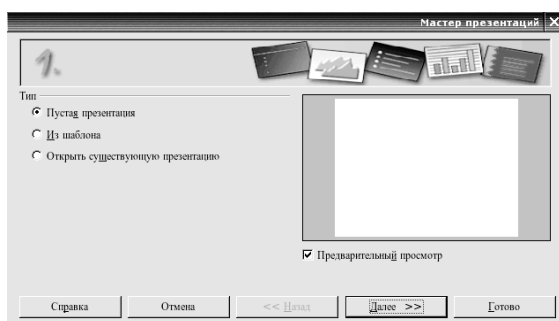 Мастер презентаций
1.
Тип
Пустая презентация
Из шаблона
Открыть существующую презентацию
Предварительный просмотр
Справка
Отмена
<< Назад
Далее >>
Готово